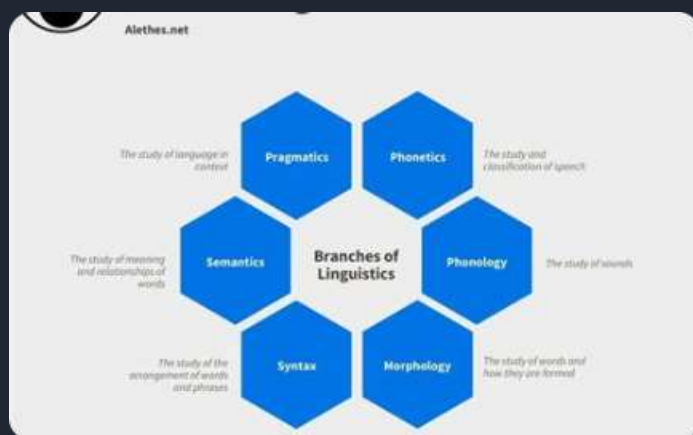 Alethes.net
Pragmatics
The study of language in
context
Phonetics
The study and
classification of speech
Semantics
The study of meaning
and relationships of
words
Branches of
Linguistics
Phonology
The study of sounds
Syntax
The study of the
arrangement of words
and phrases
Morphology
The study of words and
how they are formed